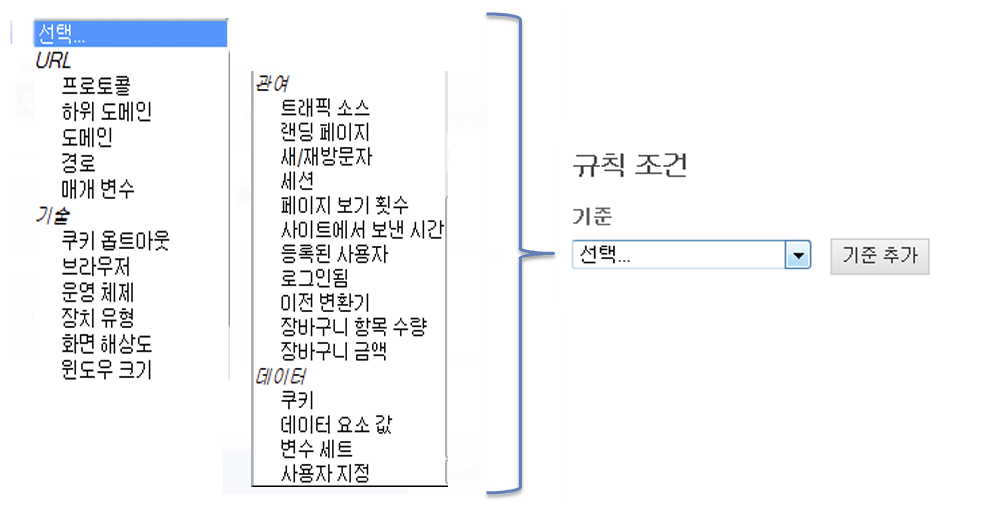 선택...
URL
프로토콜
하위 도메인
도메인
경로
매개 변수
기술
쿠키 옵트아웃
브라우저
운영 체제
장치 유형
화면 해상도
윈도우 크기
관여
트래픽 소스
랜딩 페이지
새/재방문자
세션
페이지 보기 횟수
사이트에서 보낸 시간
등록된 사용자
로그인됨
이전 변환기
장바구니 항목 수량
장바구니 금액
데이터
쿠키
데이터 요소 값
변수 세트
사용자 지정
규칙 조건
기준
선택...
기준 추가